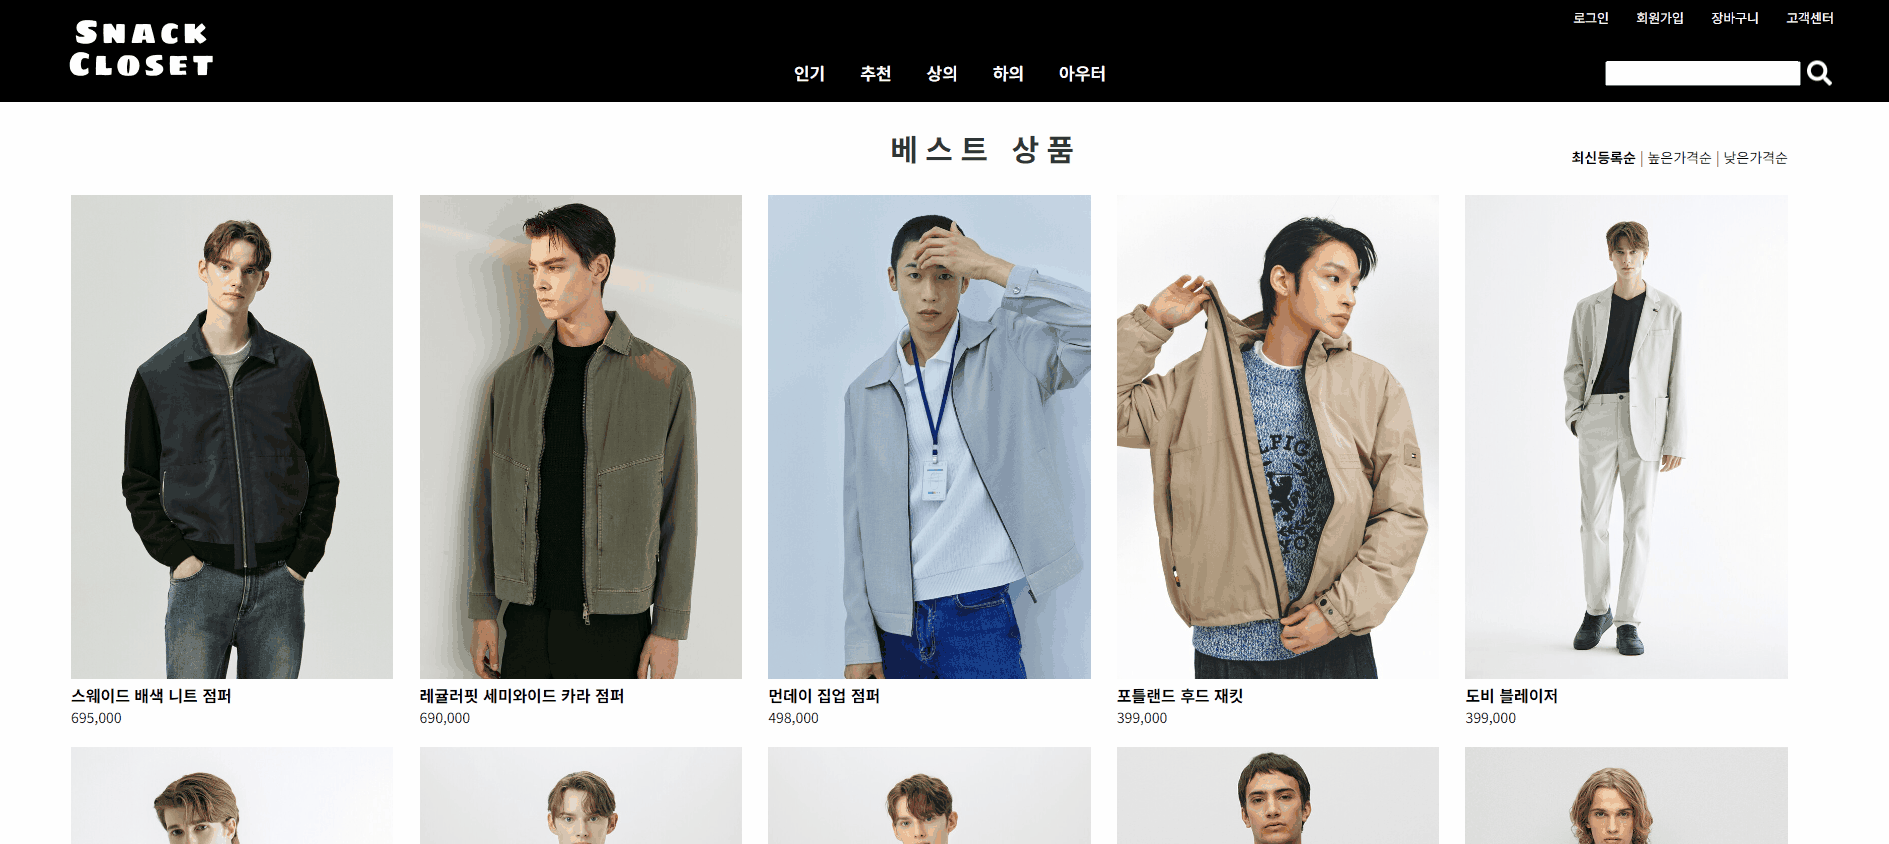 SNACK
CLOSET
로그인 회원가입 장바구니 고객센터
인기 추천 상의 하의 아우터
베스트 상품
최신등록순 | 높은가격순 | 낮은가격순
LFIG
스웨이드 배색 니트 점퍼
695,000
레귤러핏 세미와이드 카라 점퍼
690,000
먼데이 집업 점퍼
498,000
포틀랜드 후드 재킷
399,000
도비 블레이저
399,000